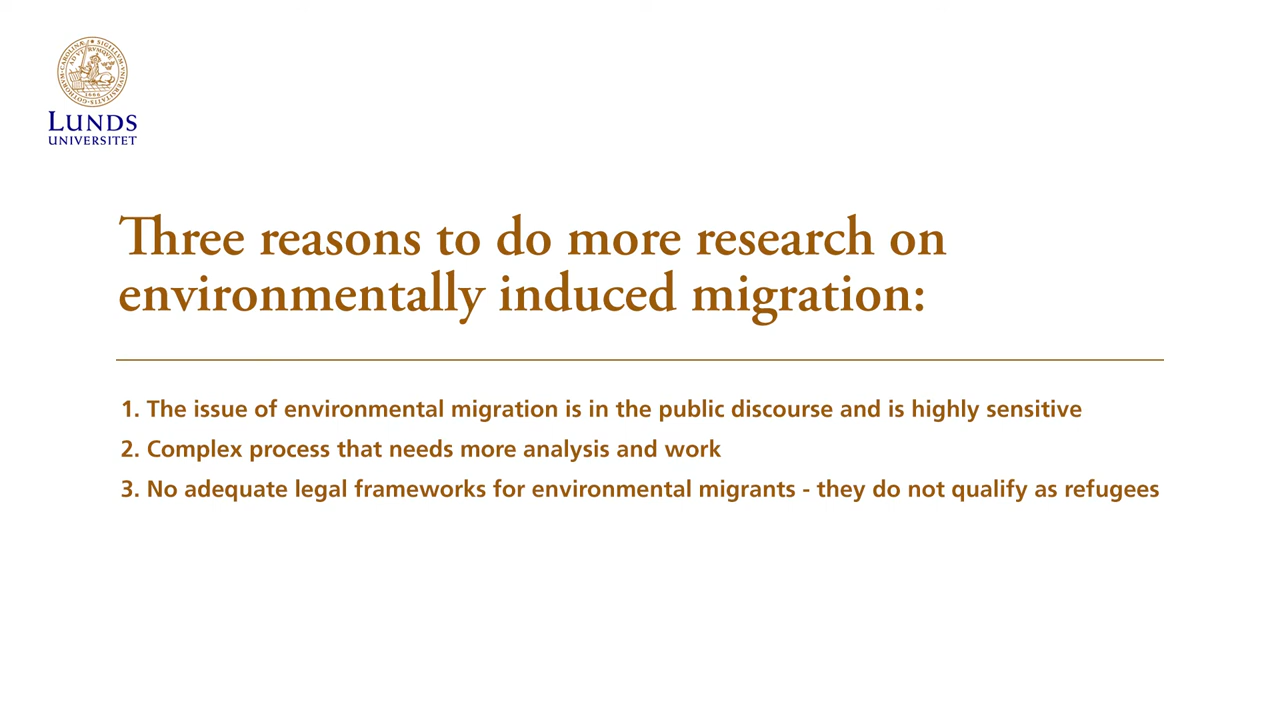 LUNDS
UNIVERSITET
Three reasons to do more research on
environmentally induced migration:
1. The issue of environmental migration is in the public discourse and is highly sensitive
2. Complex process that needs more analysis and work
3. No adequate legal frameworks for environmental migrants - they do not qualify as refugees